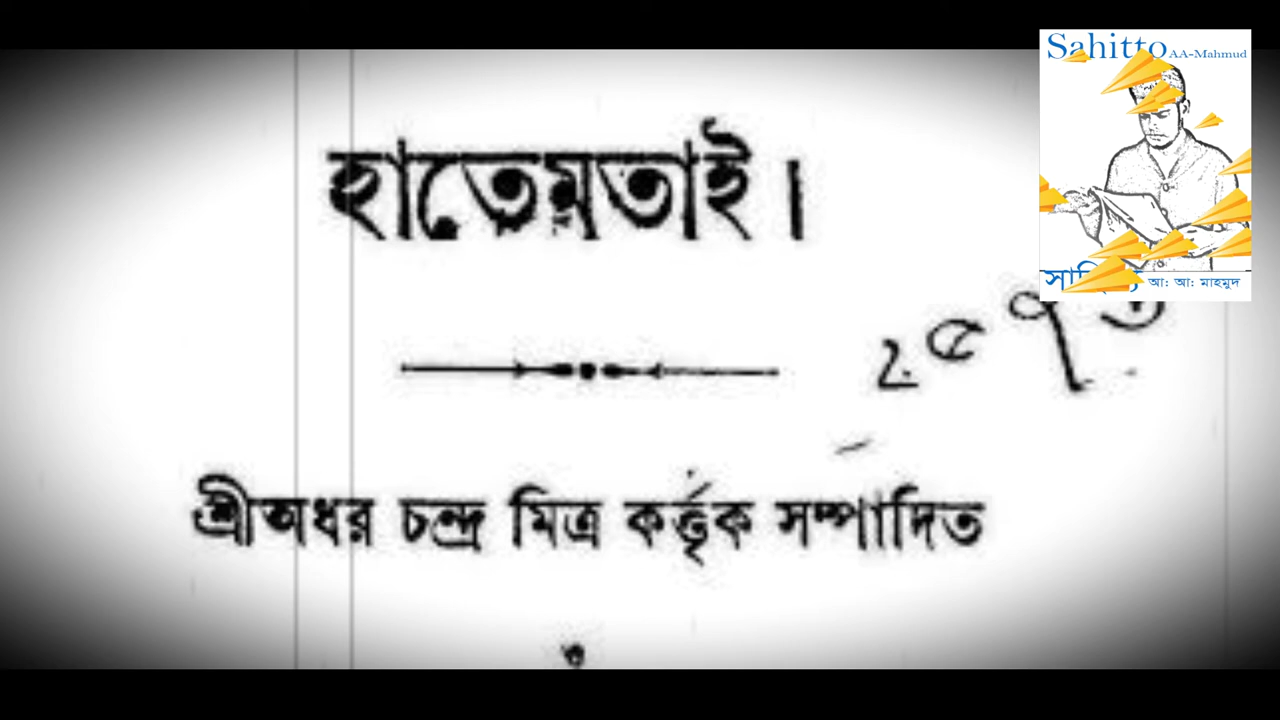 হাতেমতাই।
শ্রীঅধর চন্দ্র মিত্র কর্ত্তৃক সম্পাদিত
ও
Sahitto AA-Mahmud
আ: আ: মাহমুদ